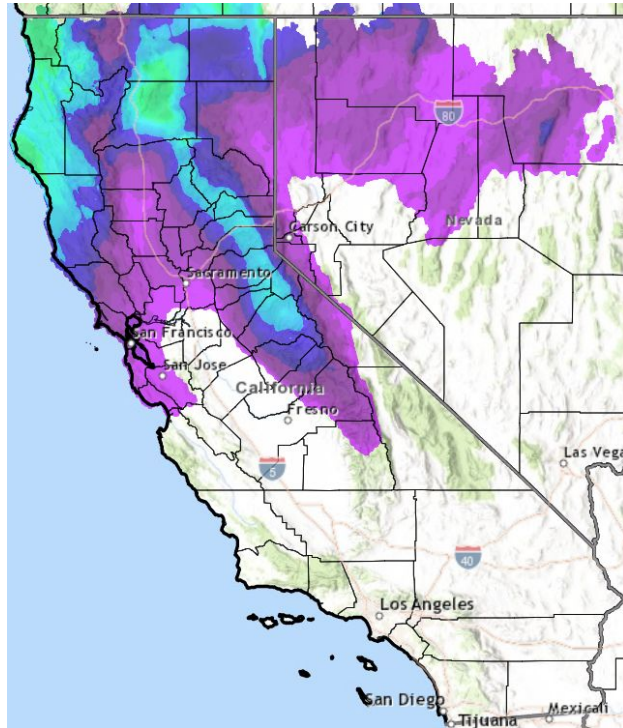 80
Nevada
Carson City
Sacramento
San Francisco
San Jose
California
Fresno
Las Vega
5
40
Los Angeles
San Diego
Mexicali
Tijuana